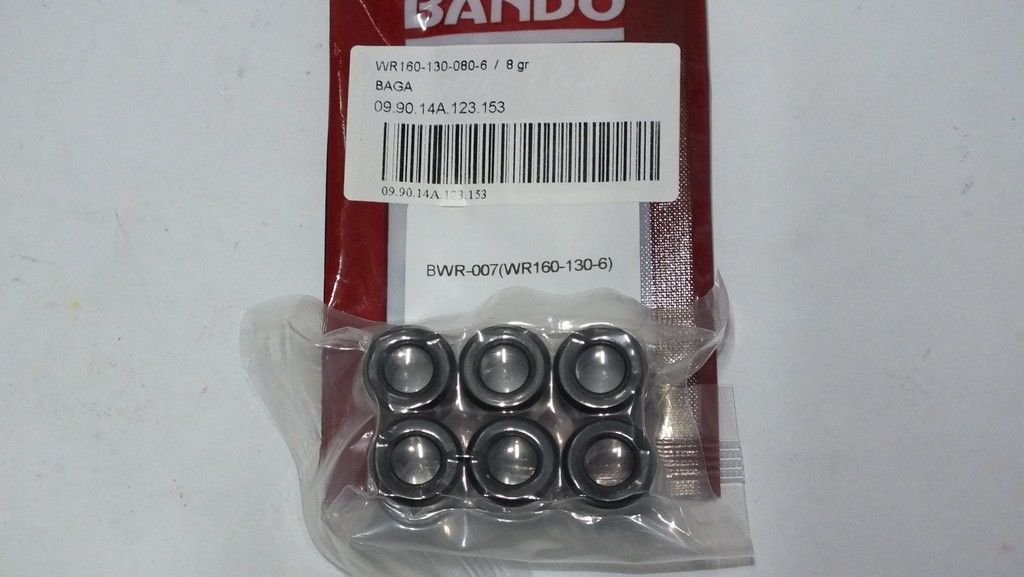 BANDO
WR160-130-080-6 / 8 gr
BAGA
09.90.14A.123.153
09.90.14A.123.153
BWR-007(WR160-130-6)